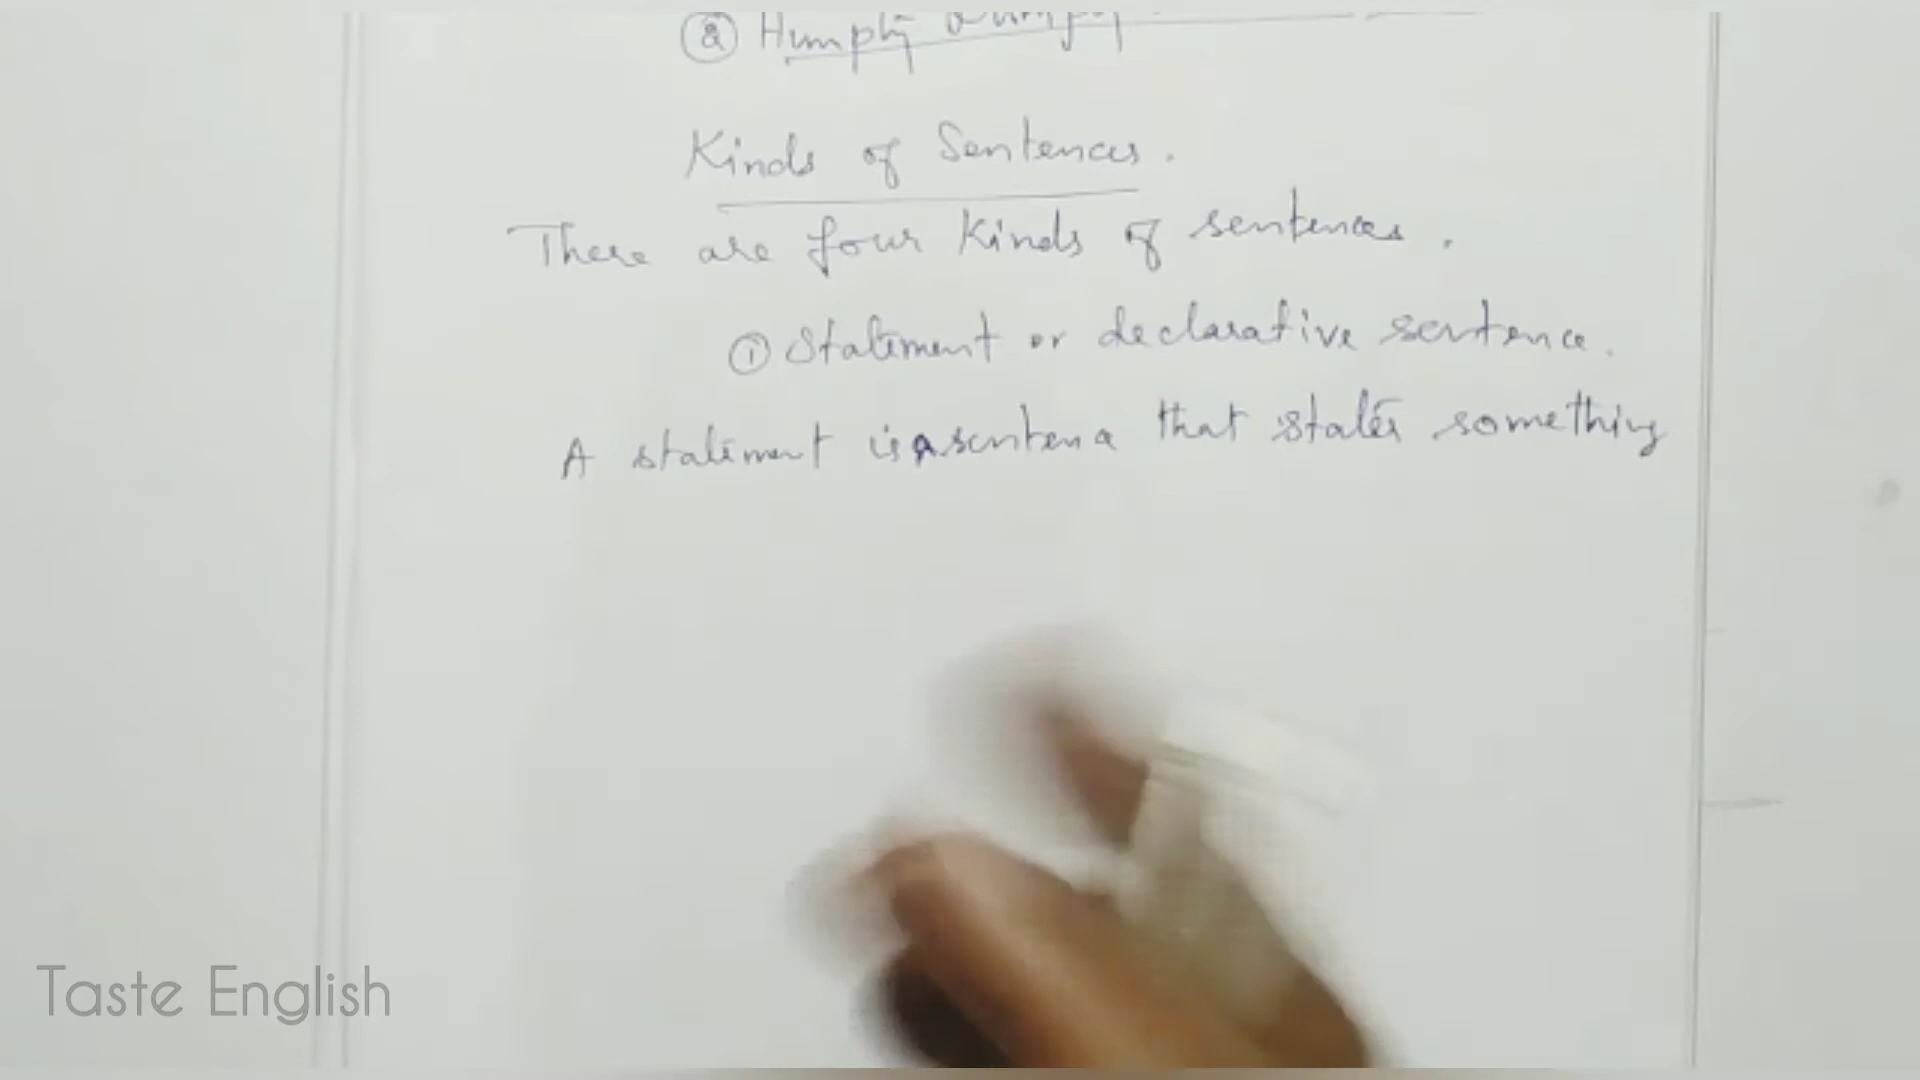 ② Humpty Dumpty
Kinds of Sentences.
There are four Kinds of sentences.
① Statement or declarative sentence.
A statement is a sentence that states something
Taste English